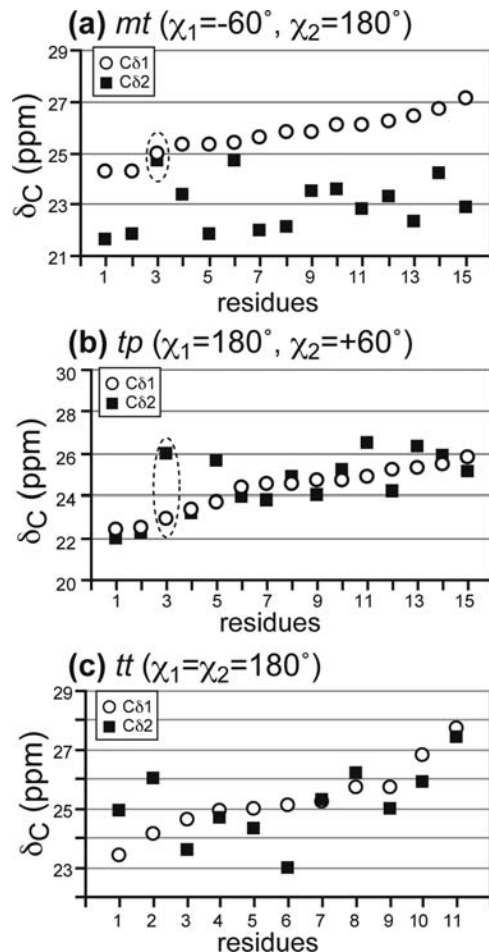 (a) mt (χ1=-60˚, χ2=180˚)
29
Cδ1
Cδ2
27
25
23
21
δC (ppm)
1 3 5 7 9 11 13 15
residues
(b) tp (χ1=180˚, χ2=+60˚)
30
Cδ1
Cδ2
28
26
24
22
20
δC (ppm)
1 3 5 7 9 11 13 15
residues
(c) tt (χ1=χ2=180˚)
29
Cδ1
Cδ2
27
25
23
δC (ppm)
1 2 3 4 5 6 7 8 9 10 11
residues